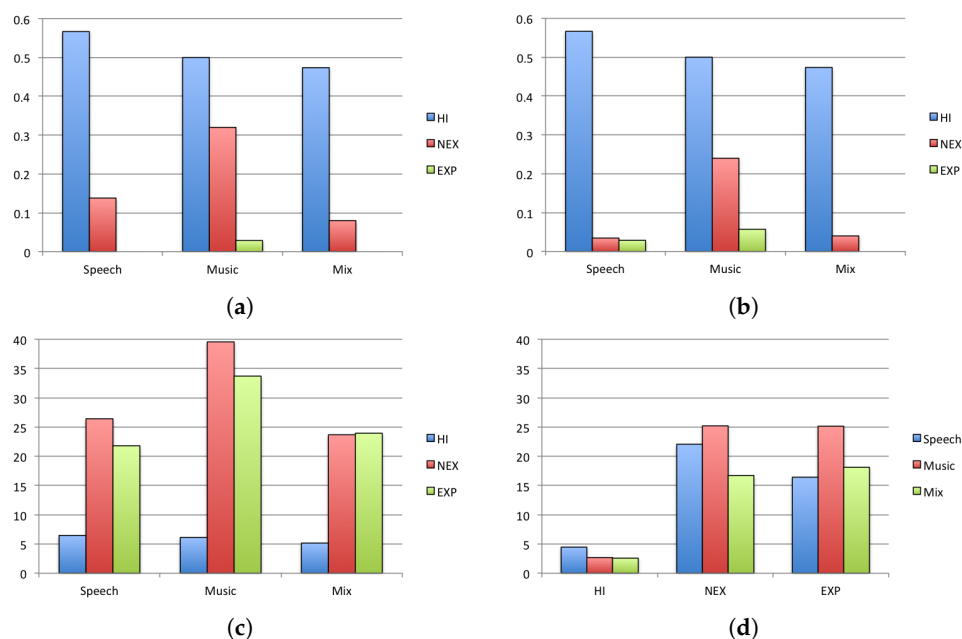 0.6
0.5
0.4
0.3
0.2
0.1
0
Speech Music Mix
HI
NEX
EXP
(a)
0.6
0.5
0.4
0.3
0.2
0.1
0
Speech Music Mix
HI
NEX
EXP
(b)
40
35
30
25
20
15
10
5
0
Speech Music Mix
HI
NEX
EXP
(c)
40
35
30
25
20
15
10
5
0
HI NEX EXP
Speech
Music
Mix
(d)